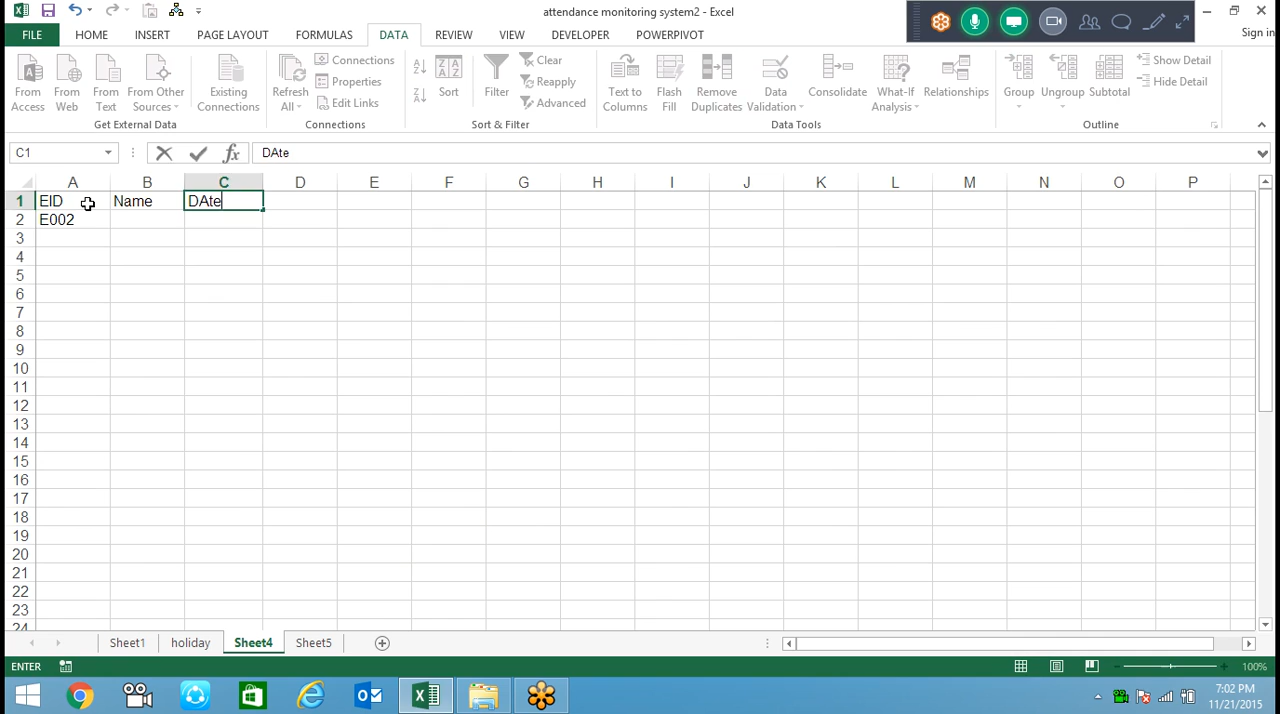 attendance monitoring system2 - Excel
Sign in
FILE HOME INSERT PAGE LAYOUT FORMULAS DATA REVIEW VIEW DEVELOPER POWERPIVOT
From Access
From Web
From Text
From Other Sources
Existing Connections
Get External Data
Refresh All
Connections
Properties
Edit Links
Connections
Sort
Filter
Clear
Reapply
Advanced
Sort & Filter
Text to Columns
Flash Fill
Remove Duplicates
Data Validation
Consolidate
What-If Analysis
Relationships
Data Tools
Group
Ungroup
Subtotal
Show Detail
Hide Detail
Outline
C1 fx DAte
A B C D E F G H I J K L M N O P
1 EID Name DAte
2 E002
3
4
5
6
7
8
9
10
11
12
13
14
15
16
17
18
19
20
21
22
23
24
Sheet1 holiday Sheet4 Sheet5
ENTER 100%
7:02 PM
11/21/2015